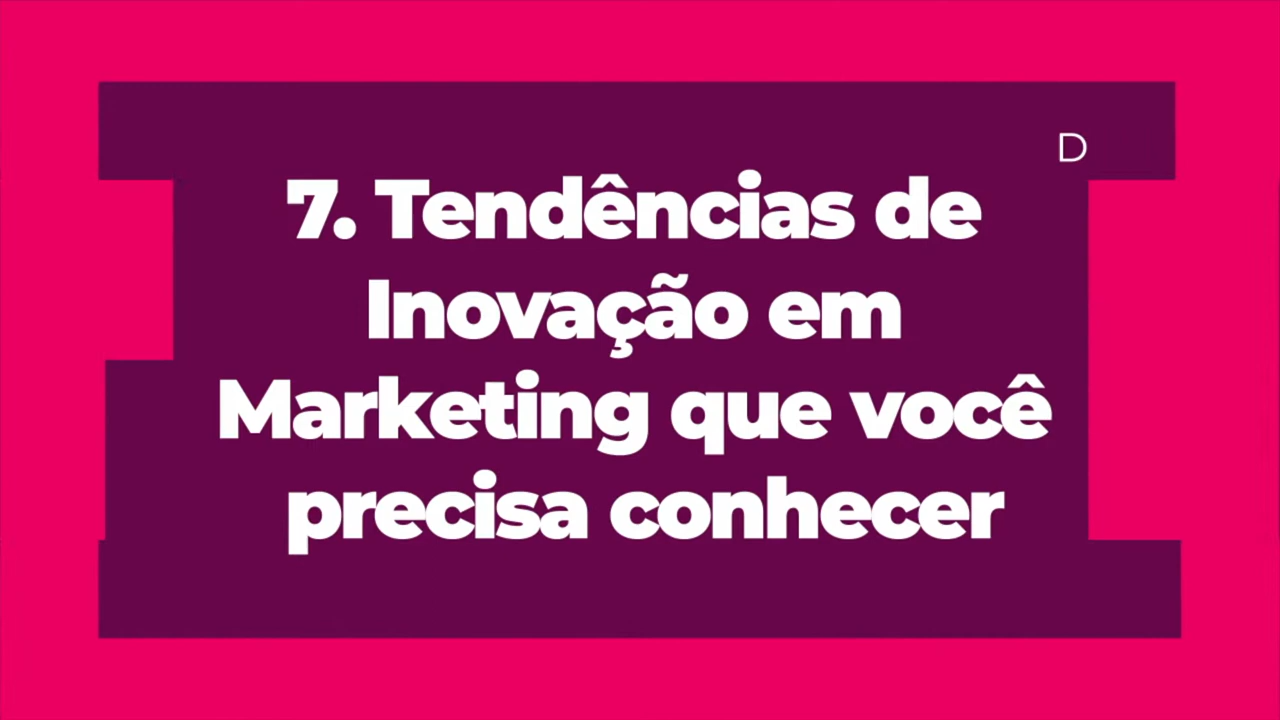 D
7. Tendências de
Inovação em
Marketing que você
precisa conhecer